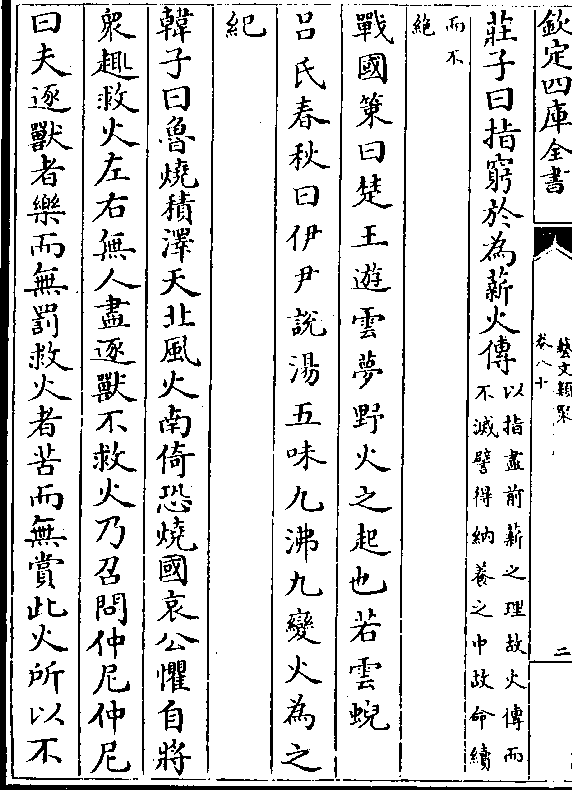 欽定四庫全書
藝文類聚
卷八十
二
莊子曰指窮於為薪火傳以指盡前薪之理故火傳而
不滅譬得納養之中故命續
而不
絶
戰國策曰楚王遊雲夢野火之起也若雲蜺
吕氏春秋曰伊尹説湯五味九沸九變火為之
紀
韓子曰魯燒積澤天北風火南倚恐燒國哀公懼自將
衆趣救火左右無人盡逐獸不救火乃召問仲尼仲尼
曰夫逐獸者樂而無罰救火者苦而無賞此火所以不